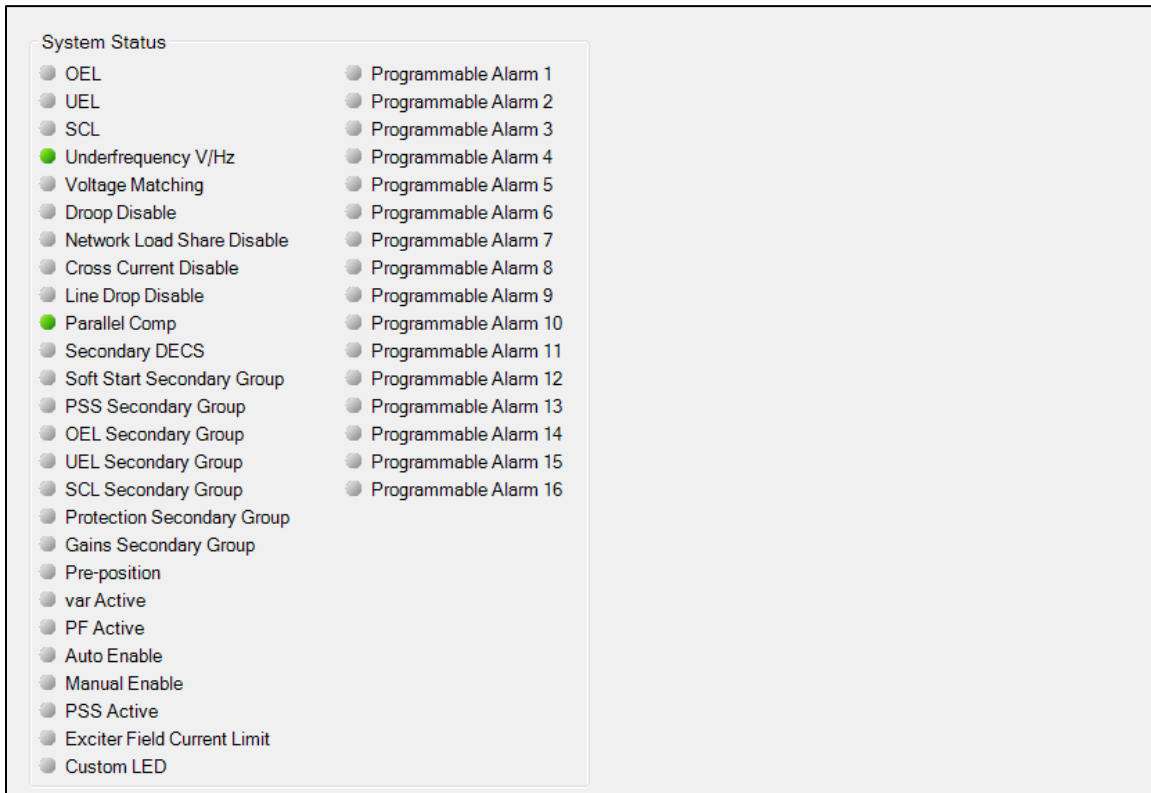 System Status
OEL
UEL
SCL
Underfrequency V/Hz
Voltage Matching
Droop Disable
Network Load Share Disable
Cross Current Disable
Line Drop Disable
Parallel Comp
Secondary DECS
Soft Start Secondary Group
PSS Secondary Group
OEL Secondary Group
UEL Secondary Group
SCL Secondary Group
Protection Secondary Group
Gains Secondary Group
Pre-position
var Active
PF Active
Auto Enable
Manual Enable
PSS Active
Exciter Field Current Limit
Custom LED
Programmable Alarm 1
Programmable Alarm 2
Programmable Alarm 3
Programmable Alarm 4
Programmable Alarm 5
Programmable Alarm 6
Programmable Alarm 7
Programmable Alarm 8
Programmable Alarm 9
Programmable Alarm 10
Programmable Alarm 11
Programmable Alarm 12
Programmable Alarm 13
Programmable Alarm 14
Programmable Alarm 15
Programmable Alarm 16